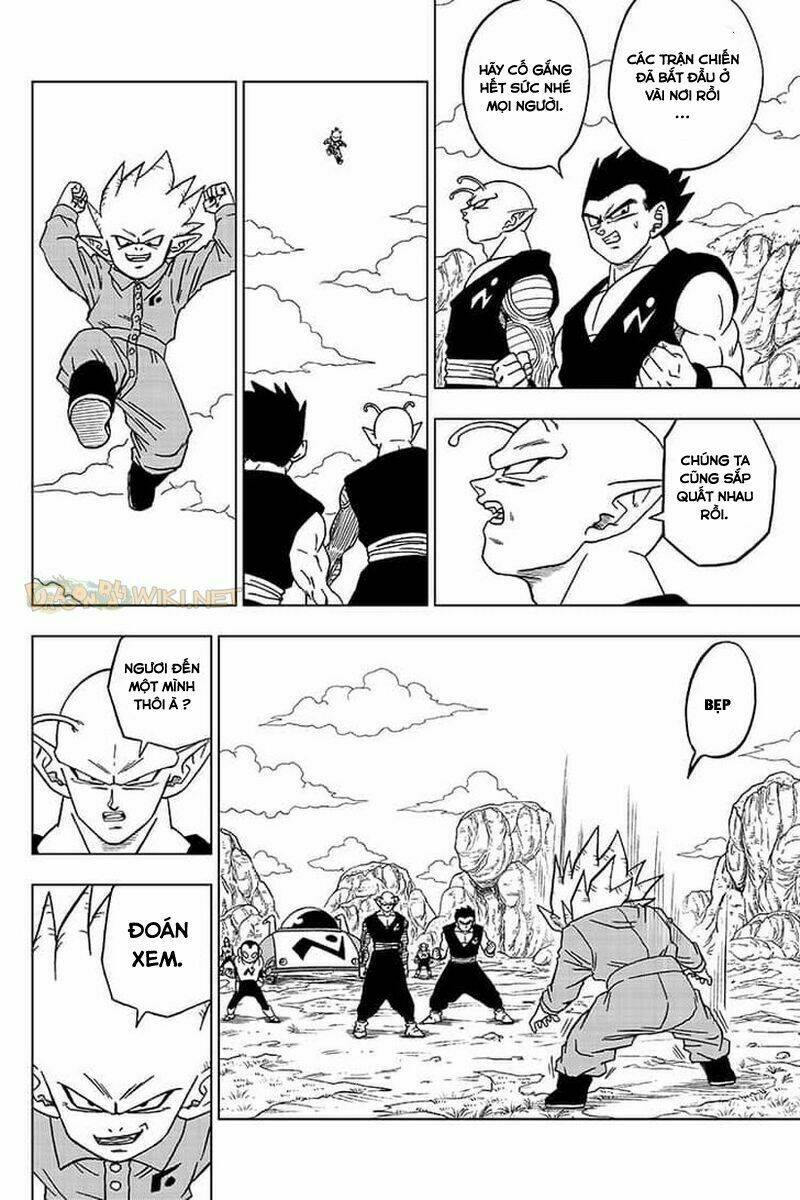 CÁC TRẬN CHIẾN
ĐÃ BẮT ĐẦU Ở
VÀI NƠI RỒI
...
HÃY CỐ GẮNG
HẾT SỨC NHÉ
MỌI NGƯỜI.
CHÚNG TA
CŨNG SẮP
QUẤT NHAU
RỒI.
DRAGONBALLWIKI.NET
BẸP
NGƯƠI ĐẾN
MỘT MÌNH
THÔI À ?
ĐOÁN
XEM.